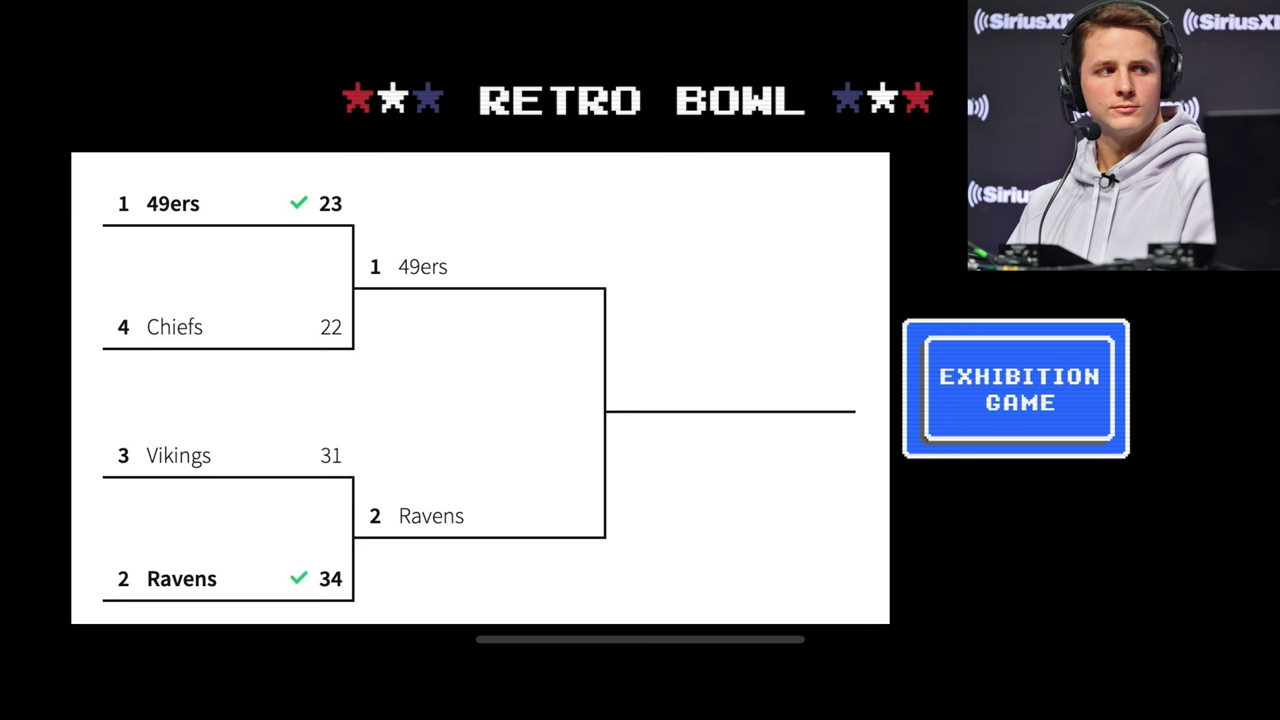 SiriusXM
SiriusXM
RETRO BOWL
1 49ers 23
1 49ers
4 Chiefs 22
EXHIBITION
GAME
3 Vikings 31
2 Ravens
2 Ravens 34